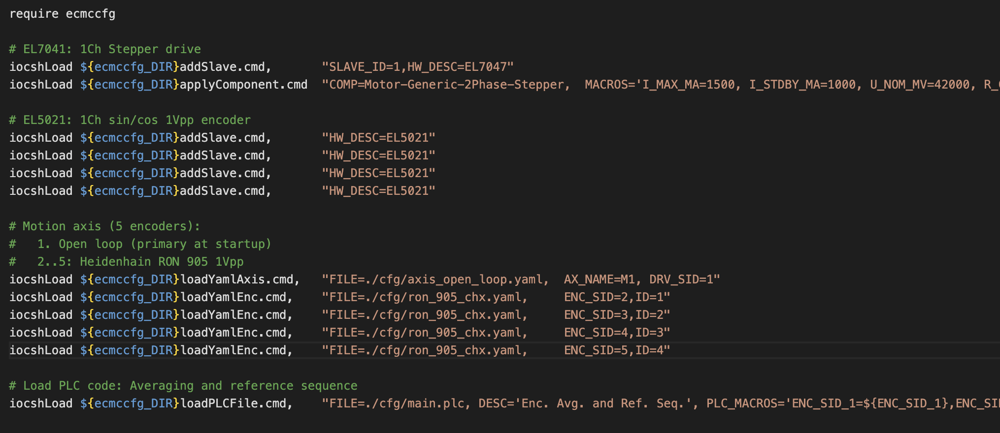 require ecmccfg
# EL7041: 1Ch Stepper drive
iocshLoad ${ecmccfg_DIR}addSlave.cmd, "SLAVE_ID=1,HW_DESC=EL7047"
iocshLoad ${ecmccfg_DIR}applyComponent.cmd "COMP=Motor-Generic-2Phase-Stepper, MACROS='I_MAX_MA=1500, I_STDBY_MA=1000, U_NOM_MV=42000, R_
# EL5021: 1Ch sin/cos 1Vpp encoder
iocshLoad ${ecmccfg_DIR}addSlave.cmd, "HW_DESC=EL5021"
iocshLoad ${ecmccfg_DIR}addSlave.cmd, "HW_DESC=EL5021"
iocshLoad ${ecmccfg_DIR}addSlave.cmd, "HW_DESC=EL5021"
iocshLoad ${ecmccfg_DIR}addSlave.cmd, "HW_DESC=EL5021"
# Motion axis (5 encoders):
# 1. Open loop (primary at startup)
# 2..5: Heidenhain RON 905 1Vpp
iocshLoad ${ecmccfg_DIR}loadYamlAxis.cmd, "FILE=./cfg/axis_open_loop.yaml, AX_NAME=M1, DRV_SID=1"
iocshLoad ${ecmccfg_DIR}loadYamlEnc.cmd, "FILE=./cfg/ron_905_chx.yaml, ENC_SID=2,ID=1"
iocshLoad ${ecmccfg_DIR}loadYamlEnc.cmd, "FILE=./cfg/ron_905_chx.yaml, ENC_SID=3,ID=2"
iocshLoad ${ecmccfg_DIR}loadYamlEnc.cmd, "FILE=./cfg/ron_905_chx.yaml, ENC_SID=4,ID=3"
iocshLoad ${ecmccfg_DIR}loadYamlEnc.cmd, "FILE=./cfg/ron_905_chx.yaml, ENC_SID=5,ID=4"
# Load PLC code: Averaging and reference sequence
iocshLoad ${ecmccfg_DIR}loadPLCFile.cmd, "FILE=./cfg/main.plc, DESC='Enc. Avg. and Ref. Seq.', PLC_MACROS='ENC_SID_1=${ENC_SID_1},ENC_SI